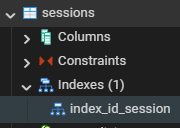 sessions
Columns
Constraints
Indexes (1)
index_id_session